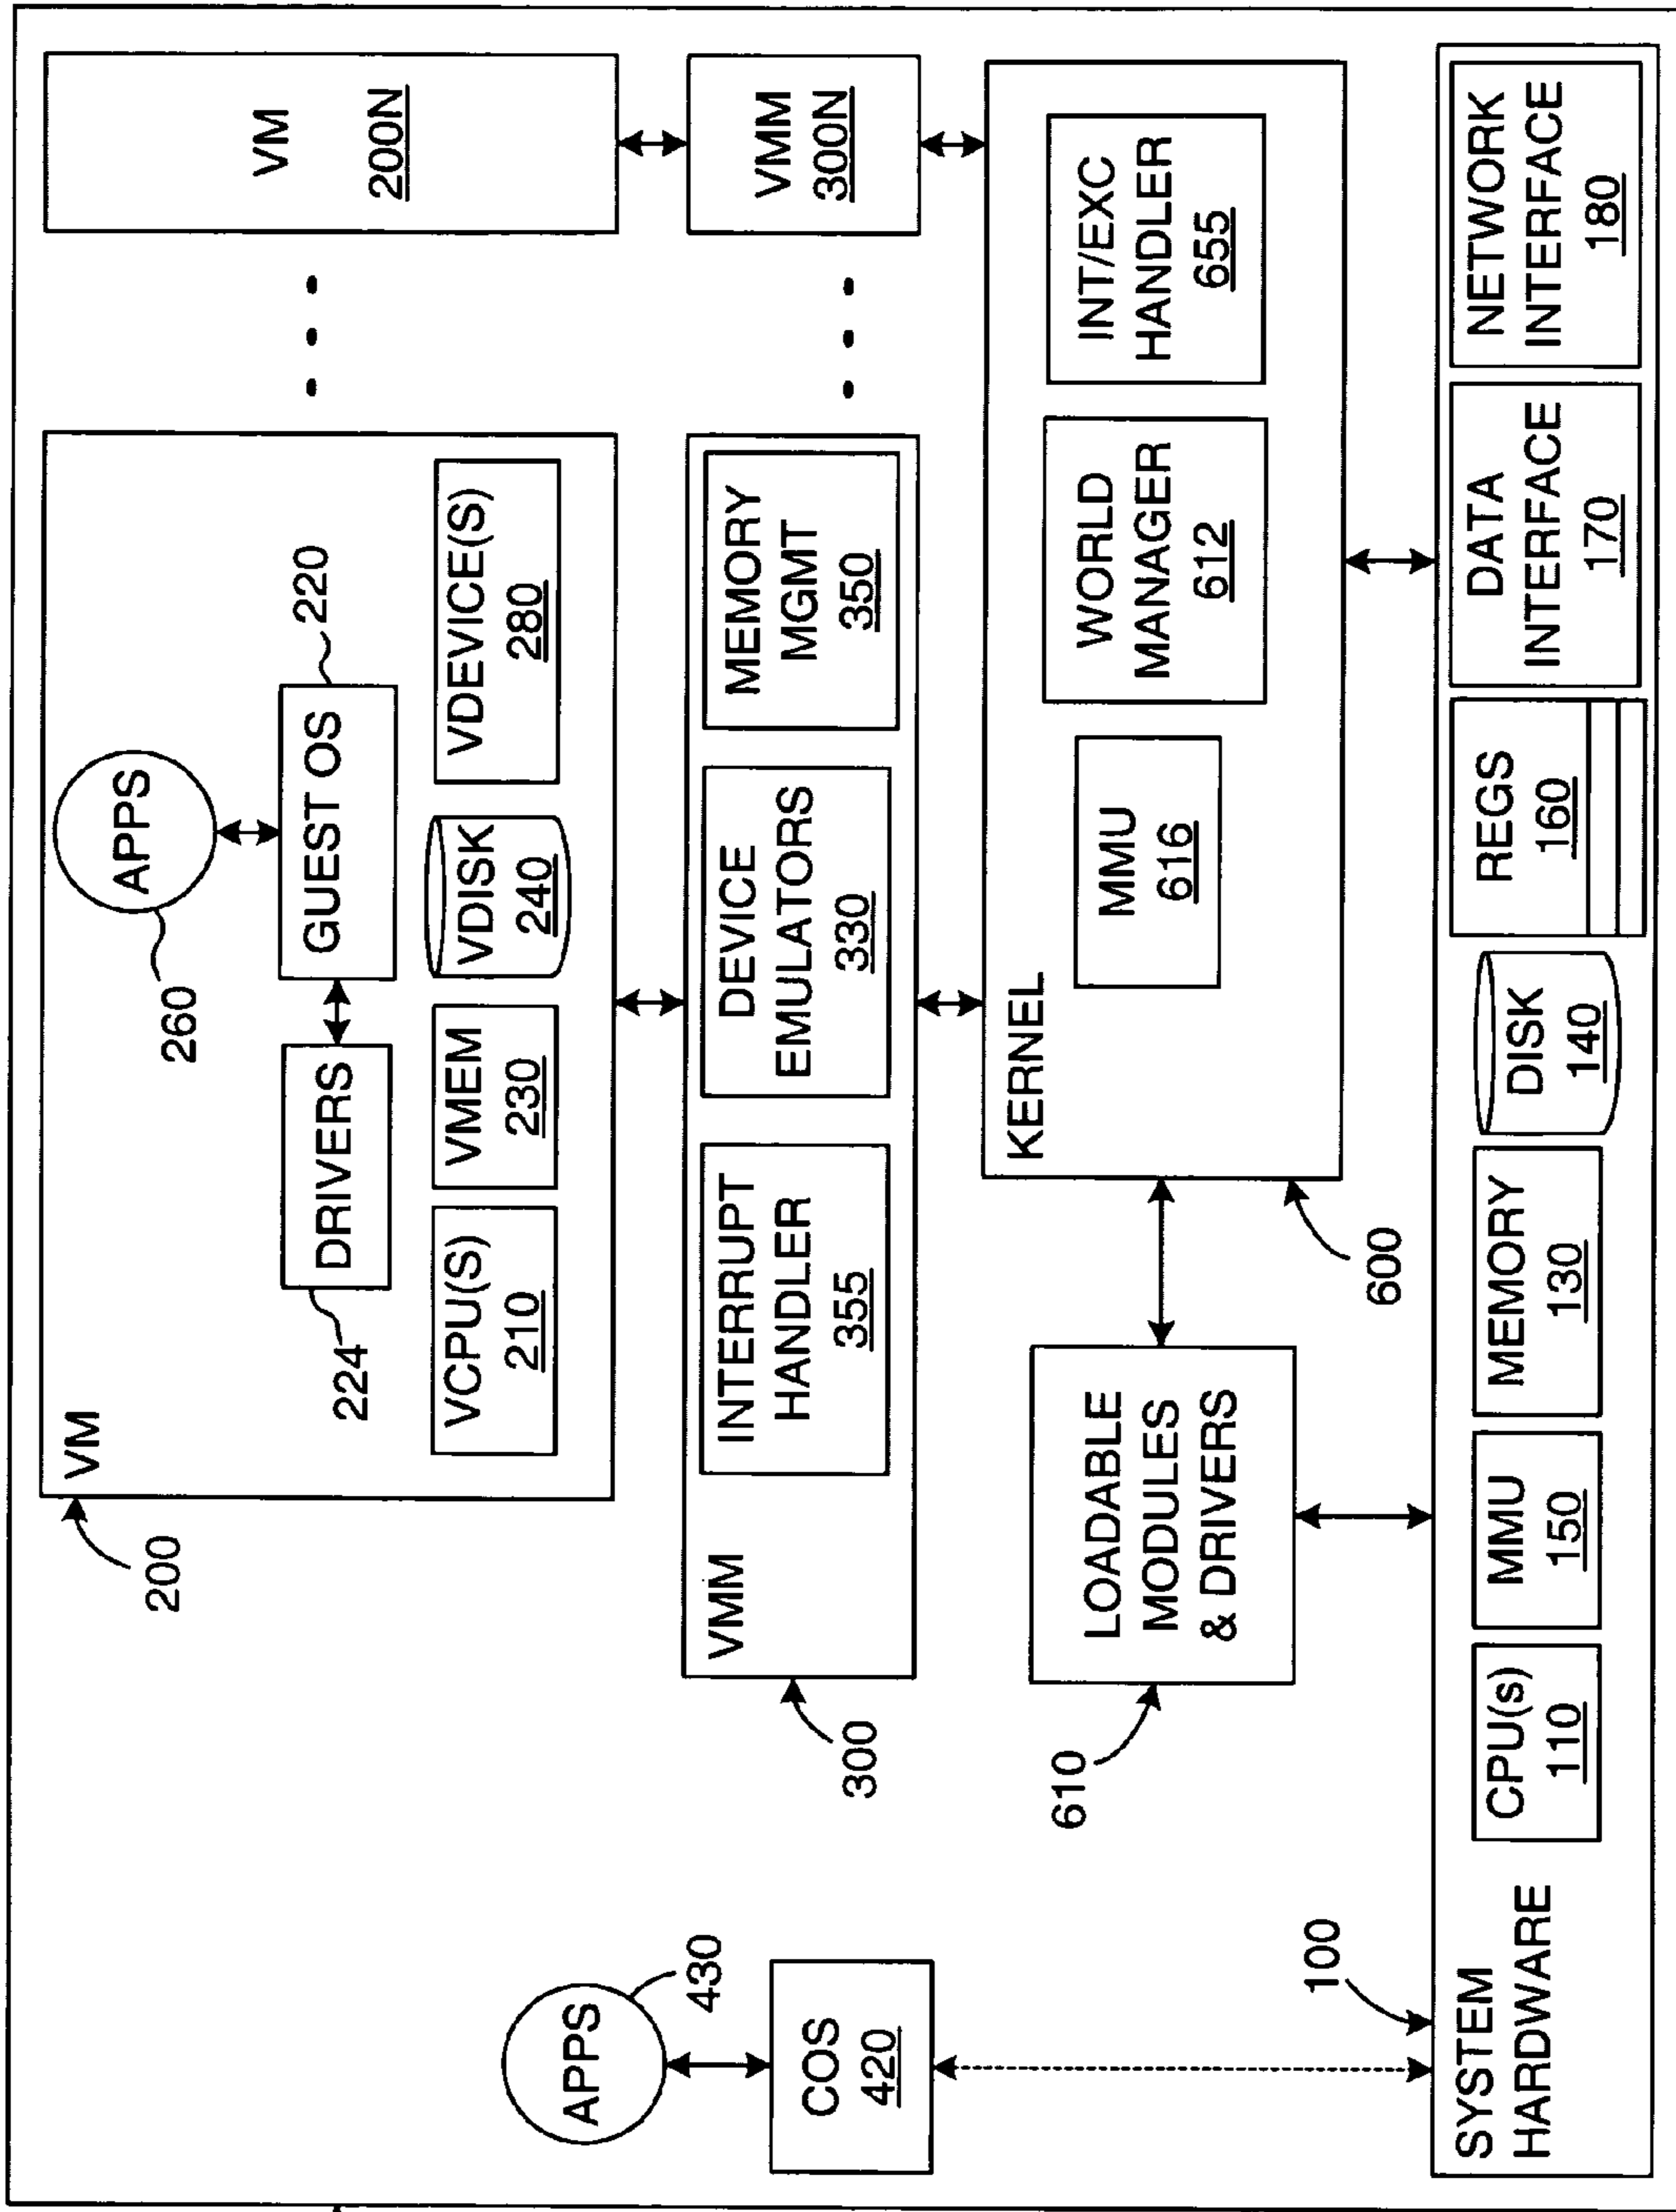 VM
200
APPS
260
DRIVERS
224
GUEST OS
220
VCPU(S)
210
VMEM
230
VDISK
240
VDEVICE(S)
280
VM
200N
APPS
430
COS
420
VMM
300
INTERRUPT
HANDLER
355
DEVICE
EMULATORS
330
MEMORY
MGMT
350
VMM
300N
LOADABLE
MODULES
& DRIVERS
610
KERNEL
600
MMU
616
WORLD
MANAGER
612
INT/EXC
HANDLER
655
SYSTEM
HARDWARE
100
CPU(s)
110
MMU
150
MEMORY
130
DISK
140
REGS
160
DATA
INTERFACE
170
NETWORK
INTERFACE
180